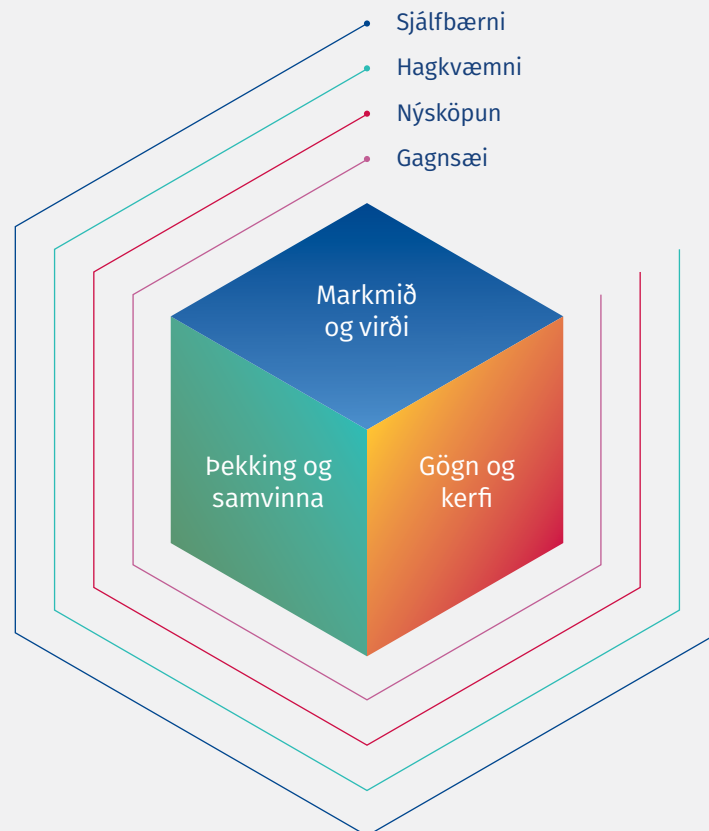 Sjálfbærni
Hagkvæmni
Nýsköpun
Gagnsæi
Markmið
og virði
Þekking og
samvinna
Gögn og
kerfi